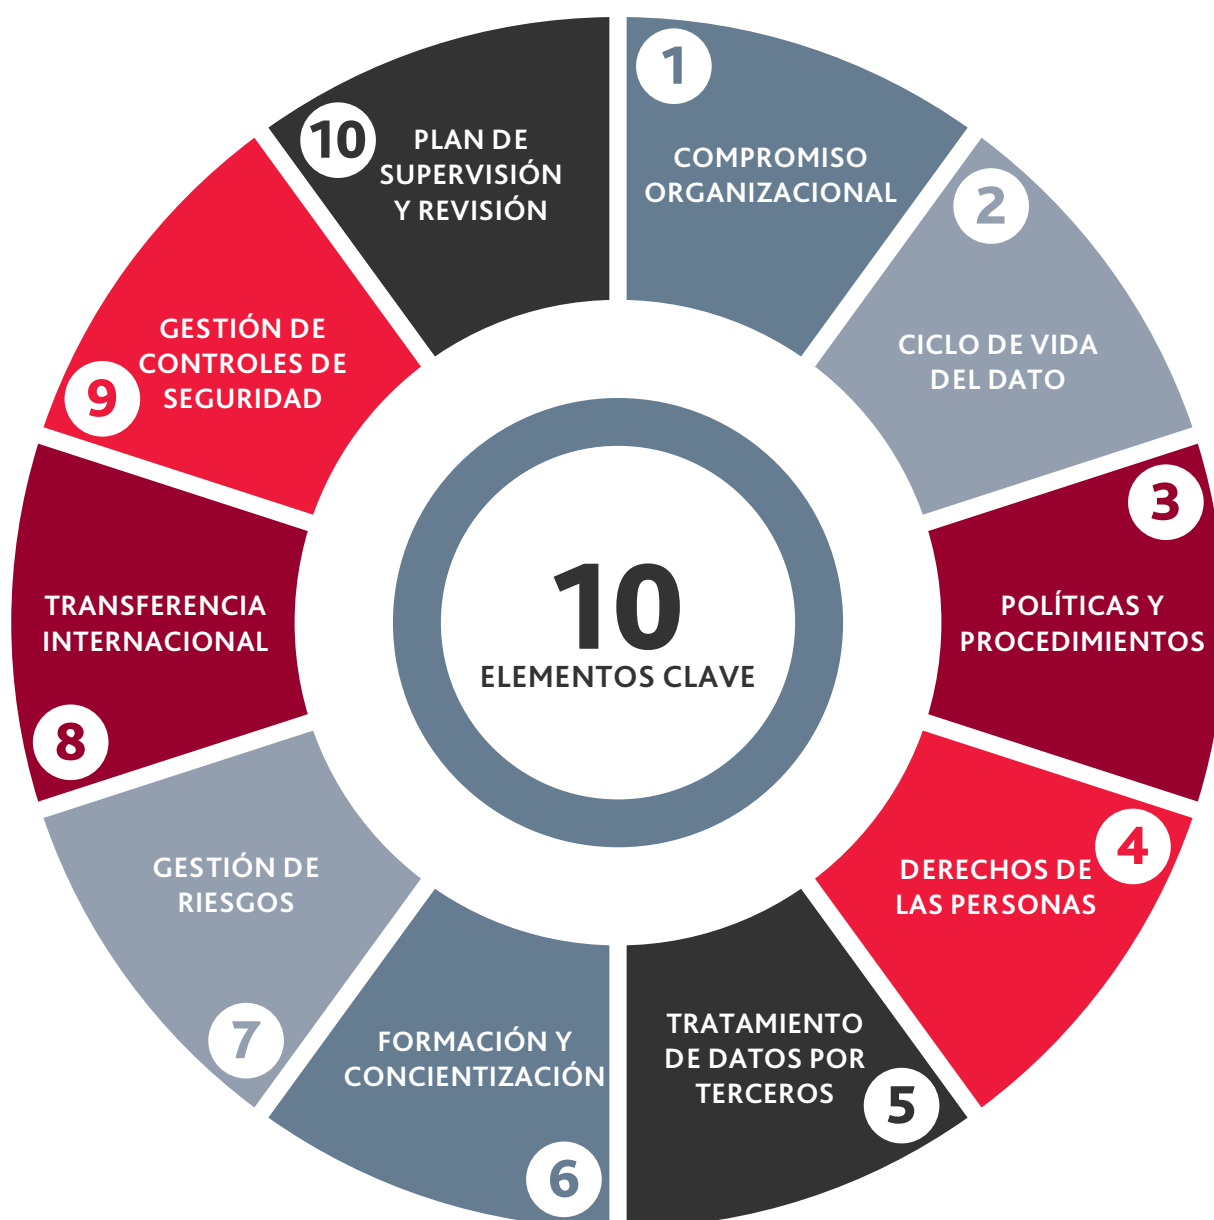 1
COMPROMISO
ORGANIZACIONAL
2
CICLO DE VIDA
DEL DATO
3
POLÍTICAS Y
PROCEDIMIENTOS
4
DERECHOS DE
LAS PERSONAS
5
TRATAMIENTO
DE DATOS POR
TERCEROS
6
FORMACIÓN Y
CONCIENTIZACIÓN
7
GESTIÓN DE
RIESGOS
8
TRANSFERENCIA
INTERNACIONAL
9
GESTIÓN DE
CONTROLES DE
SEGURIDAD
10
PLAN DE
SUPERVISIÓN
Y REVISIÓN
10
ELEMENTOS CLAVE